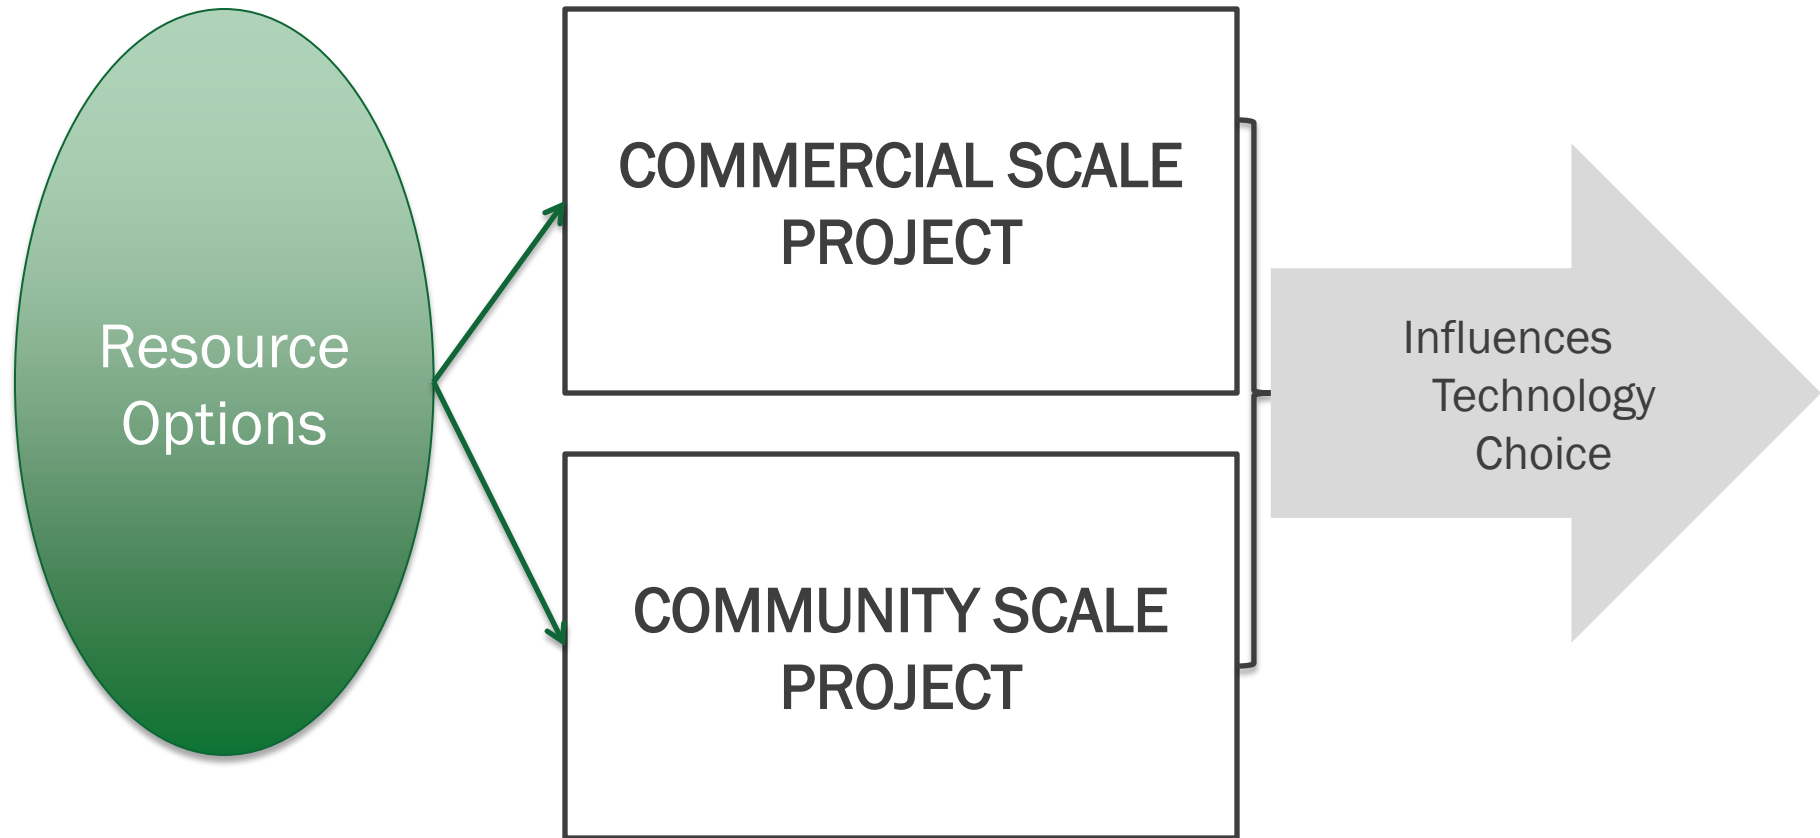 Resource
Options
COMMERCIAL SCALE
PROJECT
COMMUNITY SCALE
PROJECT
Influences
Technology
Choice